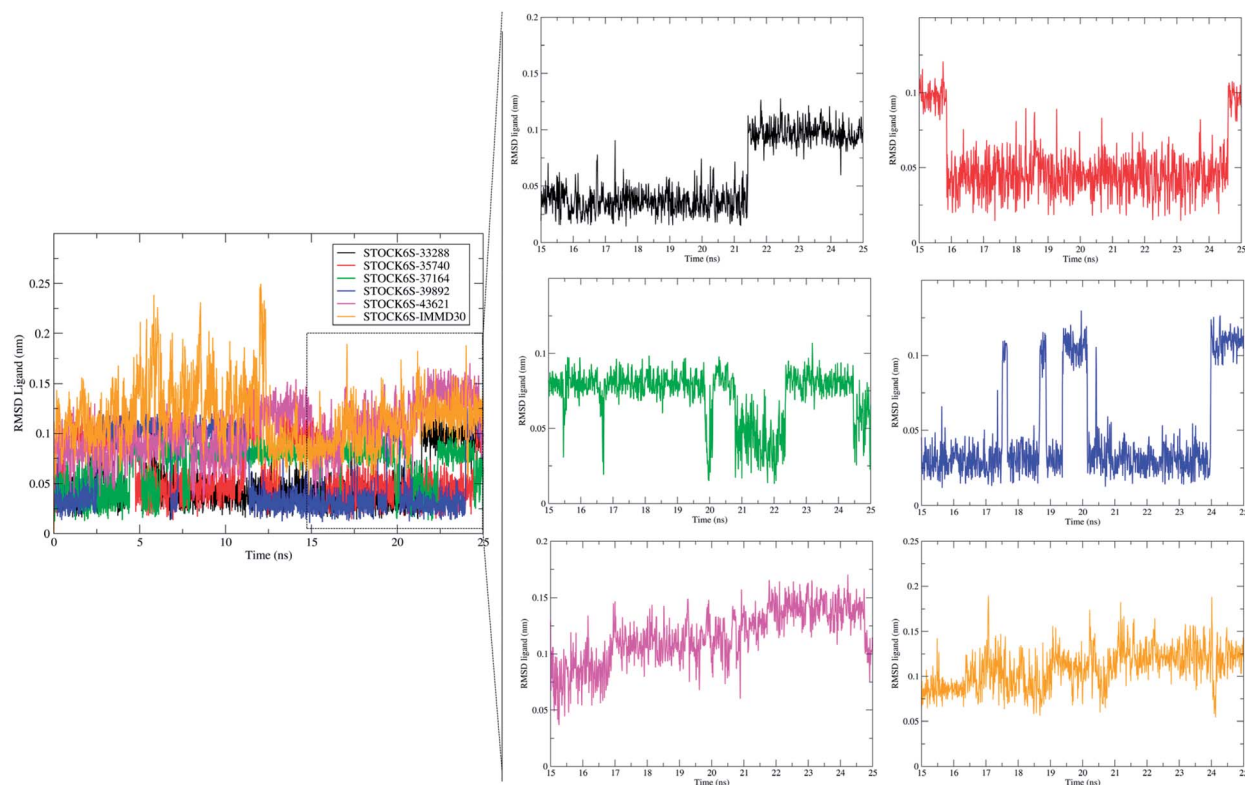 RMSD Ligand (nm)
0.25
0.2
0.15
0.1
0.05
0
0 5 10 15 20 25
Time (ns)
STOCK6S-33288
STOCK6S-35740
STOCK6S-37164
STOCK6S-39892
STOCK6S-43621
STOCK6S-IMMD30
RMSD ligand (nm)
0.2
0.15
0.1
0.05
0
15 16 17 18 19 20 21 22 23 24 25
Time (ns)
RMSD ligand (nm)
0.1
0.05
0
15 16 17 18 19 20 21 22 23 24 25
Time (ns)
RMSD ligand (nm)
0.1
0.05
0
15 16 17 18 19 20 21 22 23 24 25
Time (ns)
RMSD ligand (nm)
0.1
0.05
0
15 16 17 18 19 20 21 22 23 24 25
Time (ns)
RMSD ligand (nm)
0.2
0.15
0.1
0.05
0
15 16 17 18 19 20 21 22 23 24 25
Time (ns)
RMSD ligand (nm)
0.25
0.2
0.15
0.1
0.05
0
15 16 17 18 19 20 21 22 23 24 25
Time (ns)